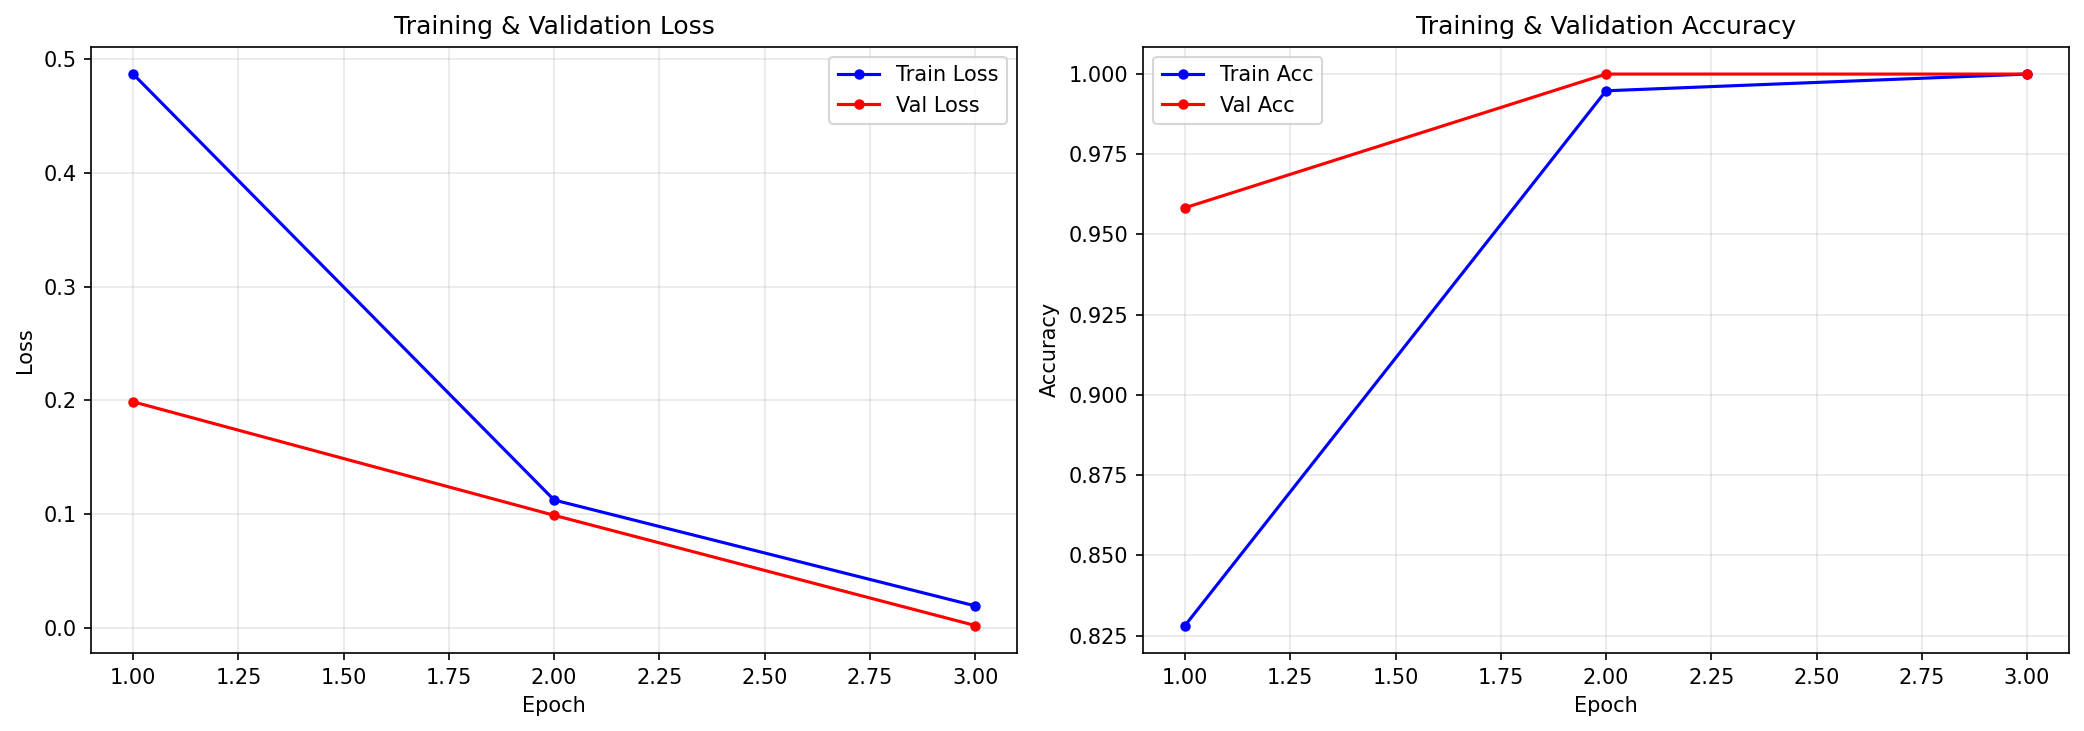 Training & Validation Loss
Train Loss
Val Loss
0.5
0.4
0.3
0.2
0.1
0.0
Loss
1.00 1.25 1.50 1.75 2.00 2.25 2.50 2.75 3.00
Epoch
Training & Validation Accuracy
Train Acc
Val Acc
1.000
0.975
0.950
0.925
0.900
0.875
0.850
0.825
Accuracy
1.00 1.25 1.50 1.75 2.00 2.25 2.50 2.75 3.00
Epoch